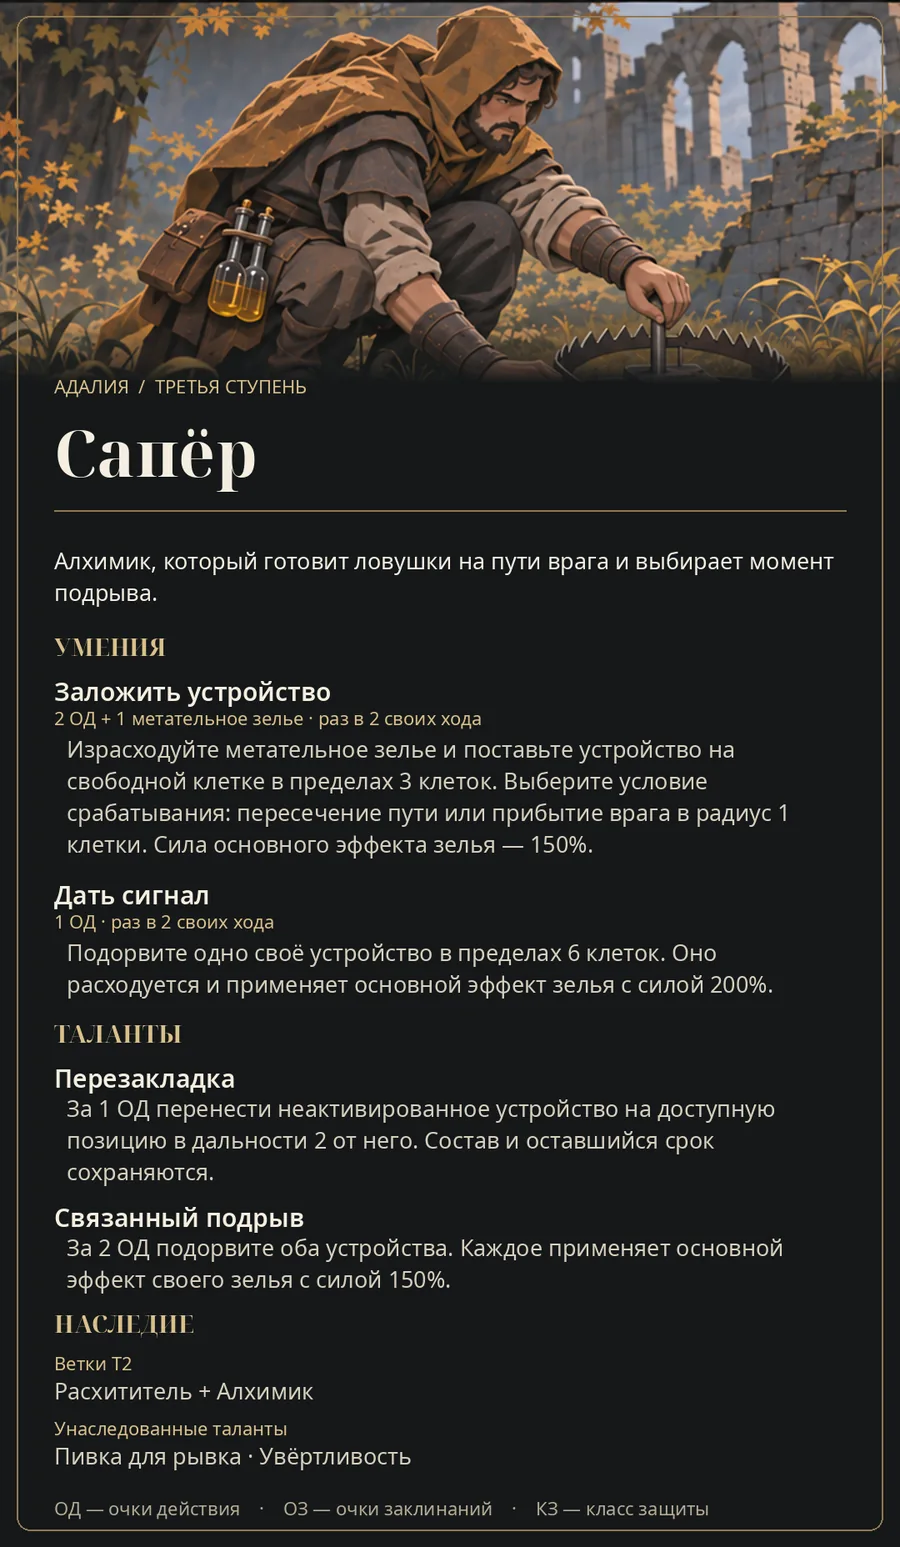 АДАЛИЯ / ТРЕТЬЯ СТУПЕНЬ
Сапёр
Алхимик, который готовит ловушки на пути врага и выбирает момент
подрыва.
УМЕНИЯ
Заложить устройство
2 ОД + 1 метательное зелье · раз в 2 своих хода
Израсходуйте метательное зелье и поставьте устройство на
свободной клетке в пределах 3 клеток. Выберите условие
срабатывания: пересечение пути или прибытие врага в радиус 1
клетки. Сила основного эффекта зелья — 150%.
Дать сигнал
1 ОД · раз в 2 своих хода
Подорвите одно своё устройство в пределах 6 клеток. Оно
расходуется и применяет основной эффект зелья с силой 200%.
ТАЛАНТЫ
Перезакладка
За 1 ОД перенести неактивированное устройство на доступную
позицию в дальности 2 от него. Состав и оставшийся срок
сохраняются.
Связанный подрыв
За 2 ОД подорвите оба устройства. Каждое применяет основной
эффект своего зелья с силой 150%.
НАСЛЕДИЕ
Ветки Т2
Расхититель + Алхимик
Унаследованные таланты
Пивка для рывка · Увёртливость
ОД — очки действия · ОЗ — очки заклинаний · КЗ — класс защиты